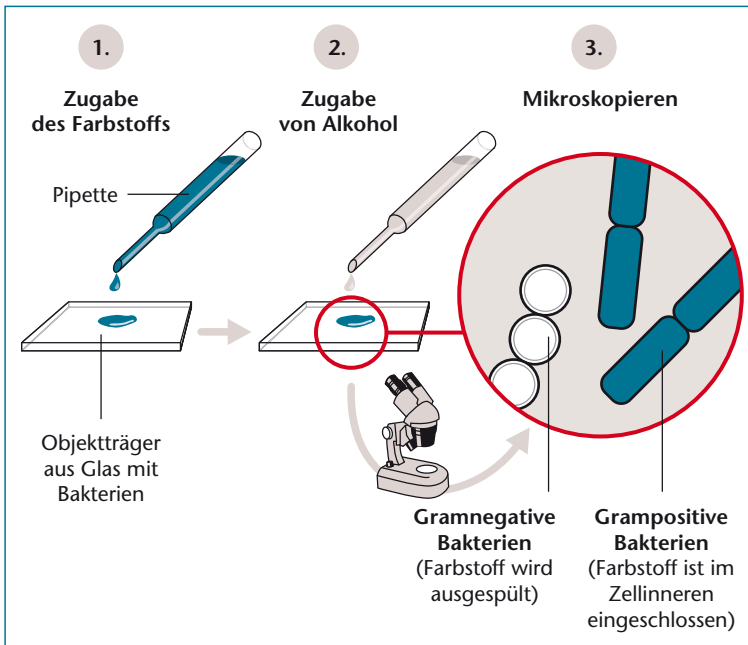 1.
Zugabe
des Farbstoffs
2.
Zugabe
von Alkohol
3.
Mikroskopieren
Pipette
Objektträger
aus Glas mit
Bakterien
Gramnegative
Bakterien
(Farbstoff wird
ausgespült)
Grampositive
Bakterien
(Farbstoff ist im
Zellinneren
eingeschlossen)